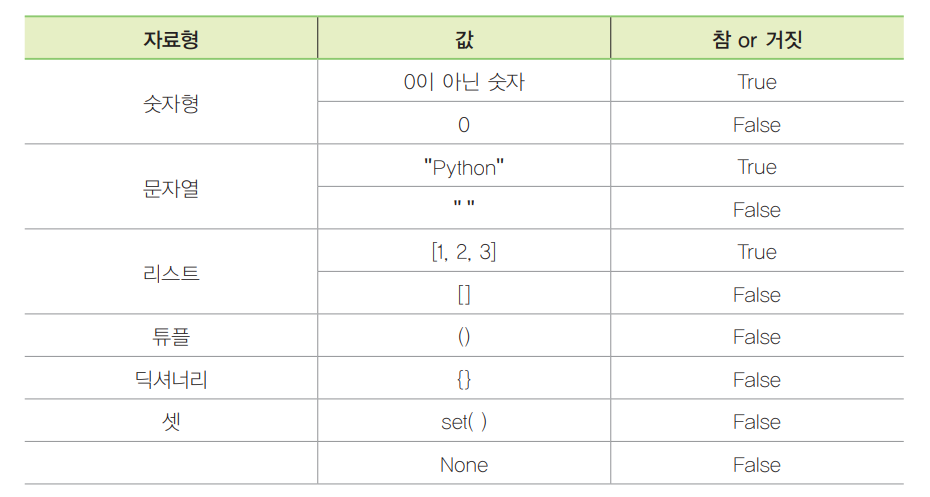 자료형 값 참 or 거짓
숫자형 0이 아닌 숫자 True
0 False
문자열 "Python" True
" " False
리스트 [1, 2, 3] True
[] False
튜플 () False
딕셔너리 {} False
셋 set( ) False
None False